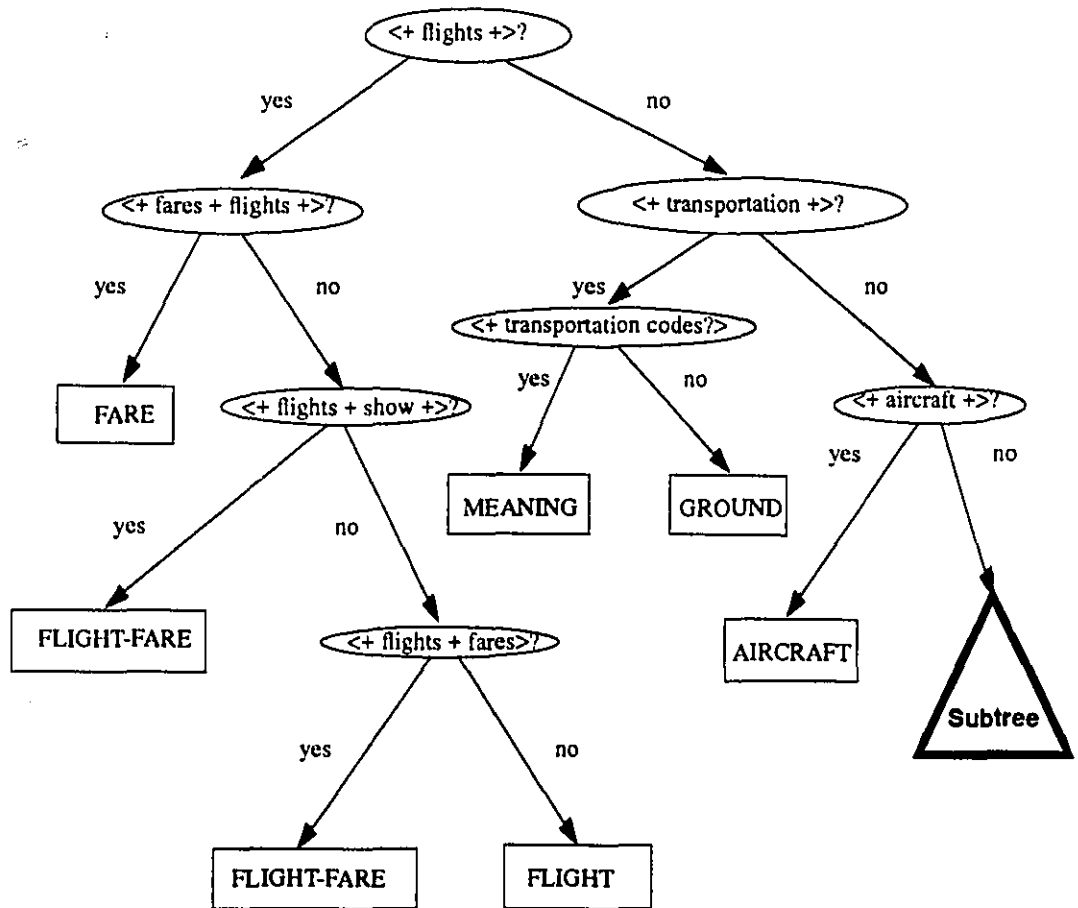 <+ flights +>?
yes
no
<+ fares + flights +>?
<+ transportation +>?
yes
no
yes
no
<+ transportation codes?>
FARE
<+ flights + show +>?
yes
no
<+ aircraft +>?
yes
no
MEANING
GROUND
yes
no
FLIGHT-FARE
<+ flights + fares>?
AIRCRAFT
Subtree
yes
no
FLIGHT-FARE
FLIGHT